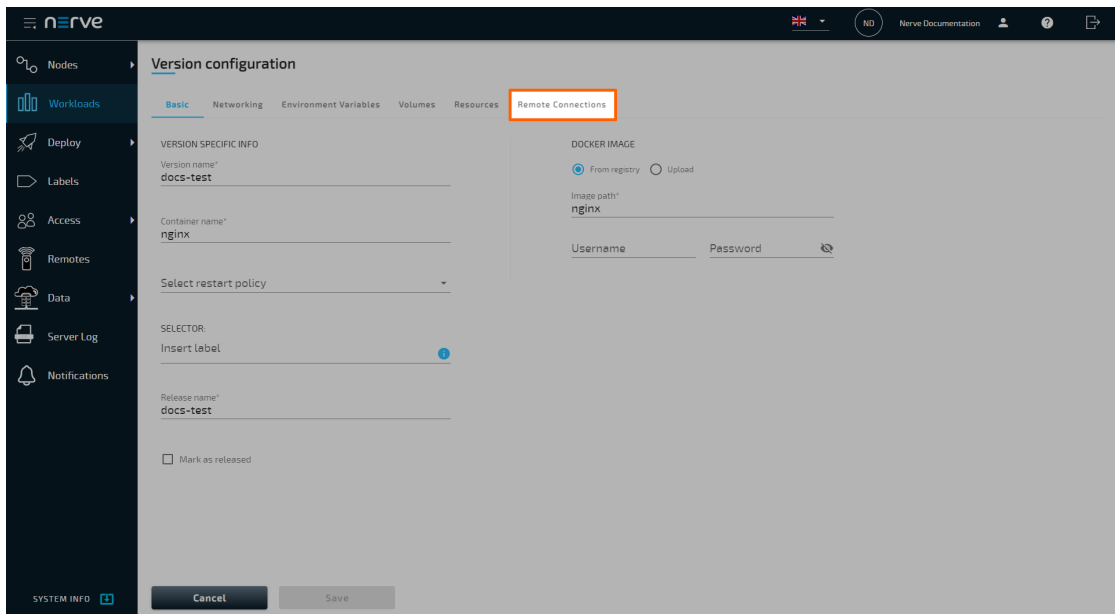 nerve
ND
Nerve Documentation
Nodes
Workloads
Deploy
Labels
Access
Remotes
Data
Server Log
Notifications
SYSTEM INFO
Version configuration
Basic Networking Environment Variables Volumes Resources Remote Connections
VERSION SPECIFIC INFO
Version name*
docs-test
Container name*
nginx
Select restart policy
SELECTOR:
Insert label
Release name*
docs-test
Mark as released
DOCKER IMAGE
From registry Upload
Image path*
nginx
Username Password
Cancel Save